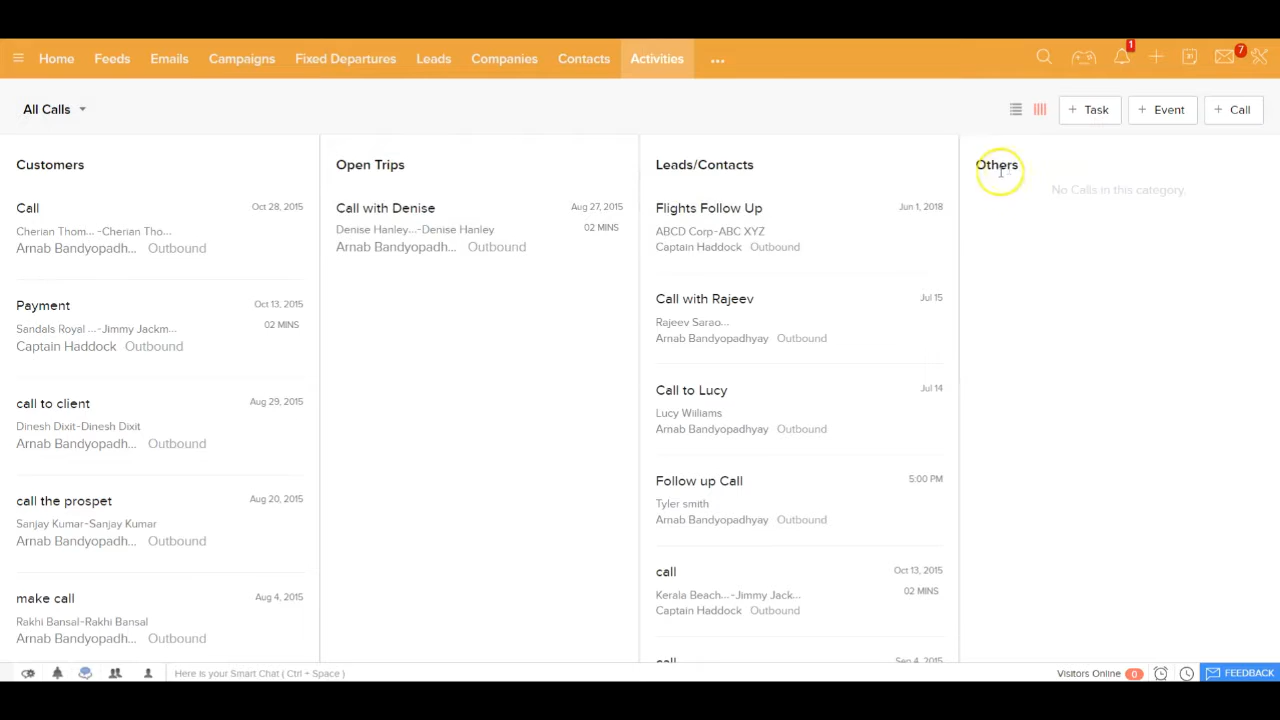 Home Feeds Emails Campaigns Fixed Departures Leads Companies Contacts Activities ... 1 31 7
All Calls + Task + Event + Call
Customers
Call Oct 28, 2015
Cherian Thom... -Cherian Tho...
Arnab Bandyopadh... Outbound
Payment Oct 13, 2015
Sandals Royal ...-Jimmy Jackm... 02 MINS
Captain Haddock Outbound
call to client Aug 29, 2015
Dinesh Dixit-Dinesh Dixit
Arnab Bandyopadh... Outbound
call the prospet Aug 20, 2015
Sanjay Kumar-Sanjay Kumar
Arnab Bandyopadh... Outbound
make call Aug 4, 2015
Rakhi Bansal-Rakhi Bansal
Arnab Bandyopadh... Outbound
Open Trips
Call with Denise Aug 27, 2015
Denise Hanley...-Denise Hanley 02 MINS
Arnab Bandyopadh... Outbound
Leads/Contacts
Flights Follow Up Jun 1, 2018
ABCD Corp-ABC XYZ
Captain Haddock Outbound
Call with Rajeev Jul 15
Rajeev Sarao...
Arnab Bandyopadhyay Outbound
Call to Lucy Jul 14
Lucy Wiiliams
Arnab Bandyopadhyay Outbound
Follow up Call 5:00 PM
Tyler smith
Arnab Bandyopadhyay Outbound
call Oct 13, 2015
Kerala Beach...-Jimmy Jack... 02 MINS
Captain Haddock Outbound
call Sep 4, 2015
Others
No Calls in this category.
Here is your Smart Chat ( Ctrl + Space ) Visitors Online 0 FEEDBACK